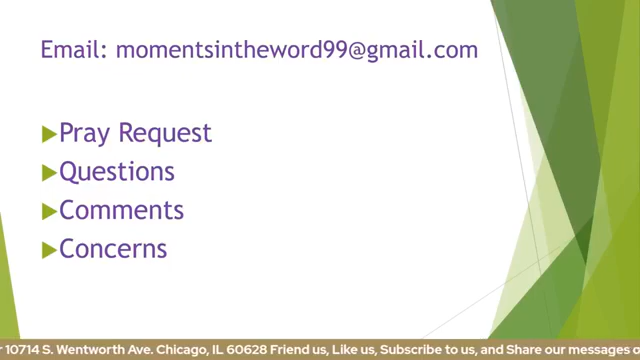 Email: momentsintheword99@gmail.com
Pray Request
Questions
Comments
Concerns
10714 S. Wentworth Ave. Chicago, IL 60628 Friend us, Like us, Subscribe to us, and Share our messages